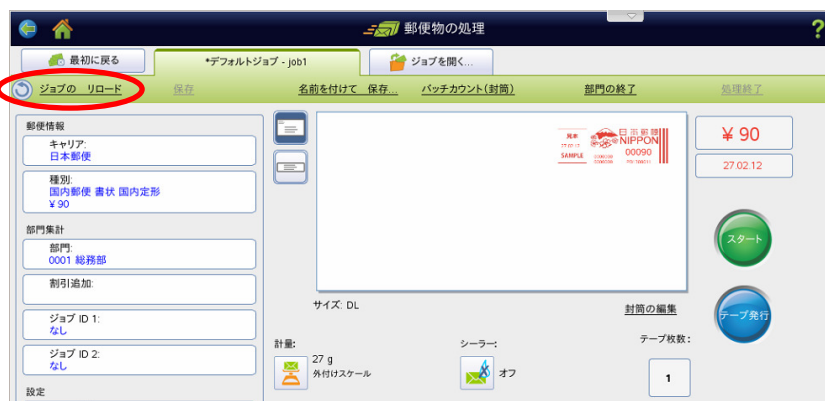 郵便物の処理
?
最初に戻る
*デフォルトジョブ - job1
ジョブを開く...
ジョブの リロード
保存
名前を付けて 保存...
バッチカウント(封筒)
部門の終了
処理終了
郵便情報
キャリア:
日本郵便
種別:
国内郵便 書状 国内定形
¥ 90
部門集計
部門:
0001 総務部
割引追加:
ジョブ ID 1:
なし
ジョブ ID 2:
なし
設定
見本
27 02.12
SAMPLE
日本郵便
NIPPON
00090
サイズ: DL
封筒の編集
計量:
27 g
外付けスケール
シーラー:
オフ
テープ枚数:
1
¥ 90
27.02.12
スタート
テープ発行